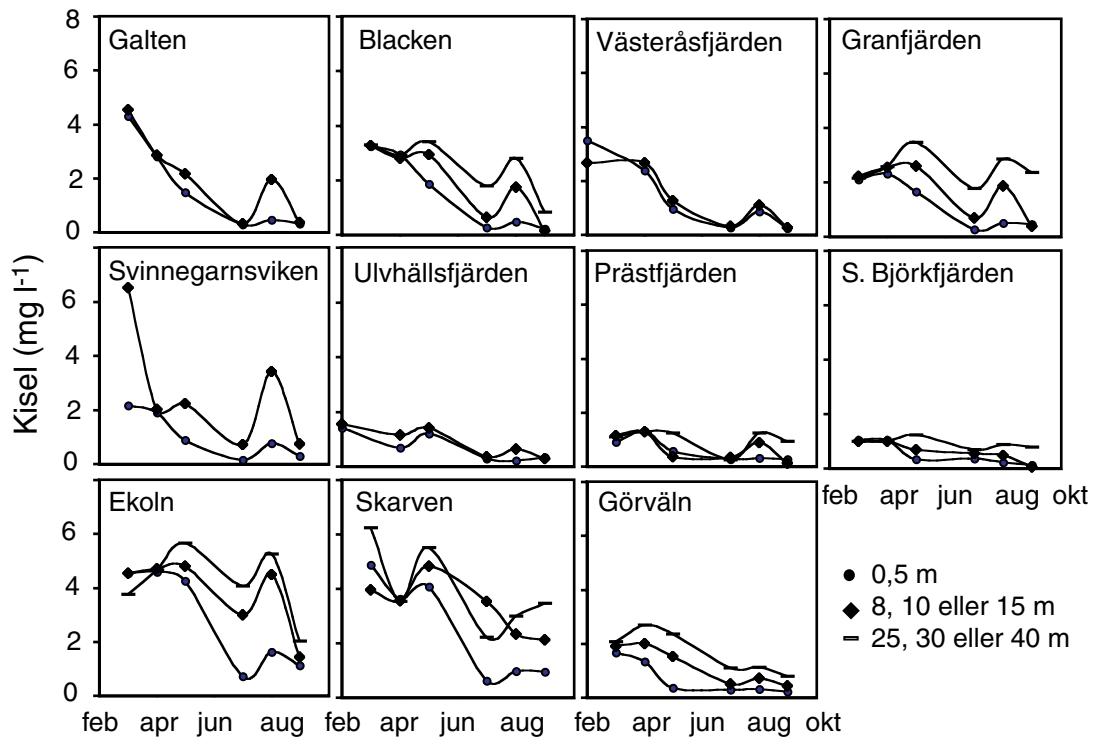 Kisel (mg l-1)
8
6
4
2
0
Galten
Blacken
Västeråsfjärden
Granfjärden
6
4
2
0
Svinnegarnsviken
Ulvhällsfjärden
Prästfjärden
S. Björkfjärden
feb apr jun aug okt
6
4
2
0
Ekoln
Skarven
Görväln
0,5 m
8, 10 eller 15 m
25, 30 eller 40 m
feb apr jun aug feb apr jun aug feb apr jun aug okt